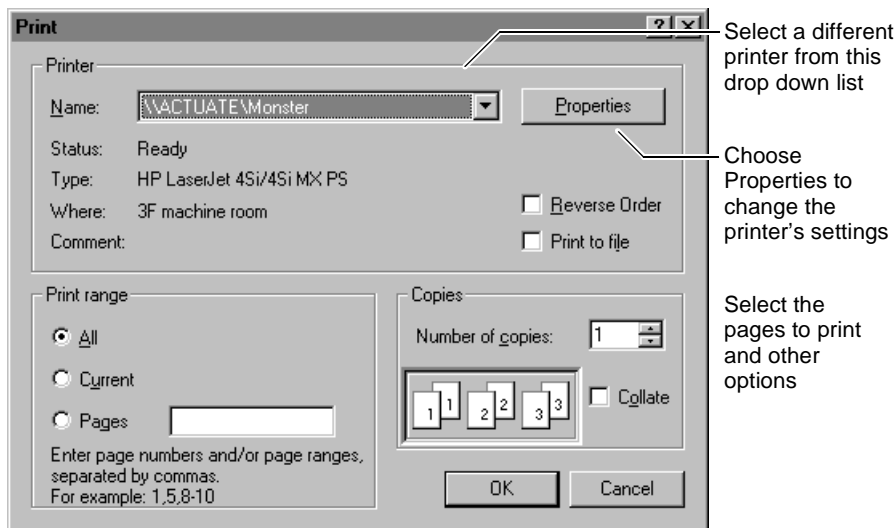 Print
Printer
Name: \\ACTUATE\Monster
Properties
Status: Ready
Type: HP LaserJet 4Si/4Si MX PS
Where: 3F machine room
Comment:
Reverse Order
Print to file
Print range
All
Current
Pages
Enter page numbers and/or page ranges,
separated by commas.
For example: 1,5,8-10
Copies
Number of copies: 1
1 1 2 2 3 3
Collate
OK
Cancel
Select a different
printer from this
drop down list
Choose
Properties to
change the
printer's settings
Select the
pages to print
and other
options